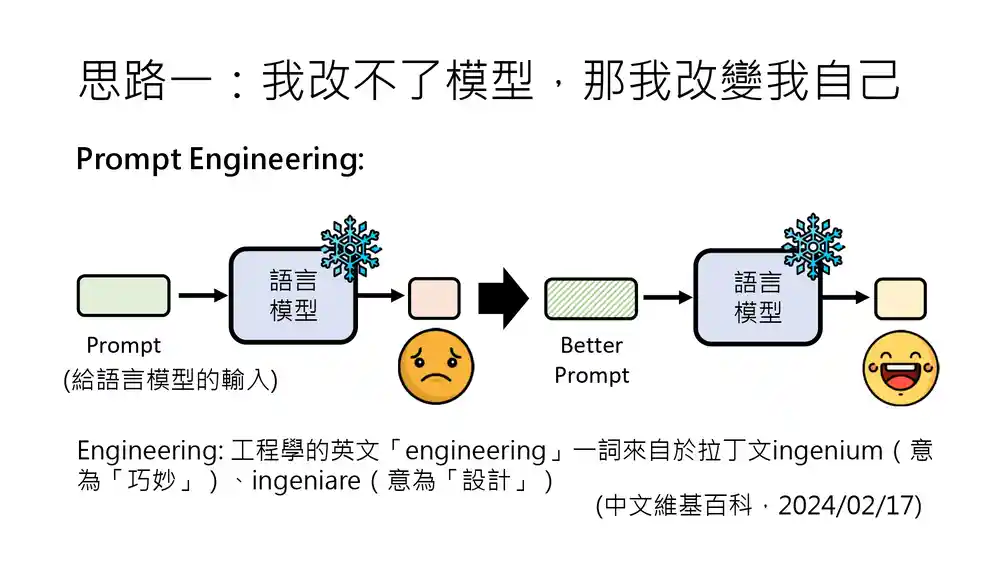 思路一：我改不了模型，那我改變我自己
Prompt Engineering:
語言
模型
Prompt
(給語言模型的輸入)
語言
模型
Better
Prompt
Engineering: 工程學的英文「engineering」一詞來自於拉丁文ingenium（意
為「巧妙」）、ingeniare（意為「設計」）
(中文維基百科，2024/02/17)